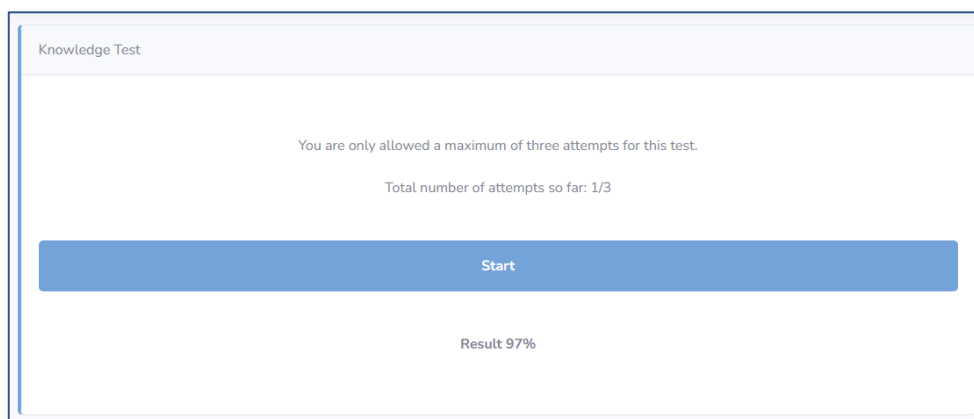 Knowledge Test
You are only allowed a maximum of three attempts for this test.
Total number of attempts so far: 1/3
Start
Result 97%